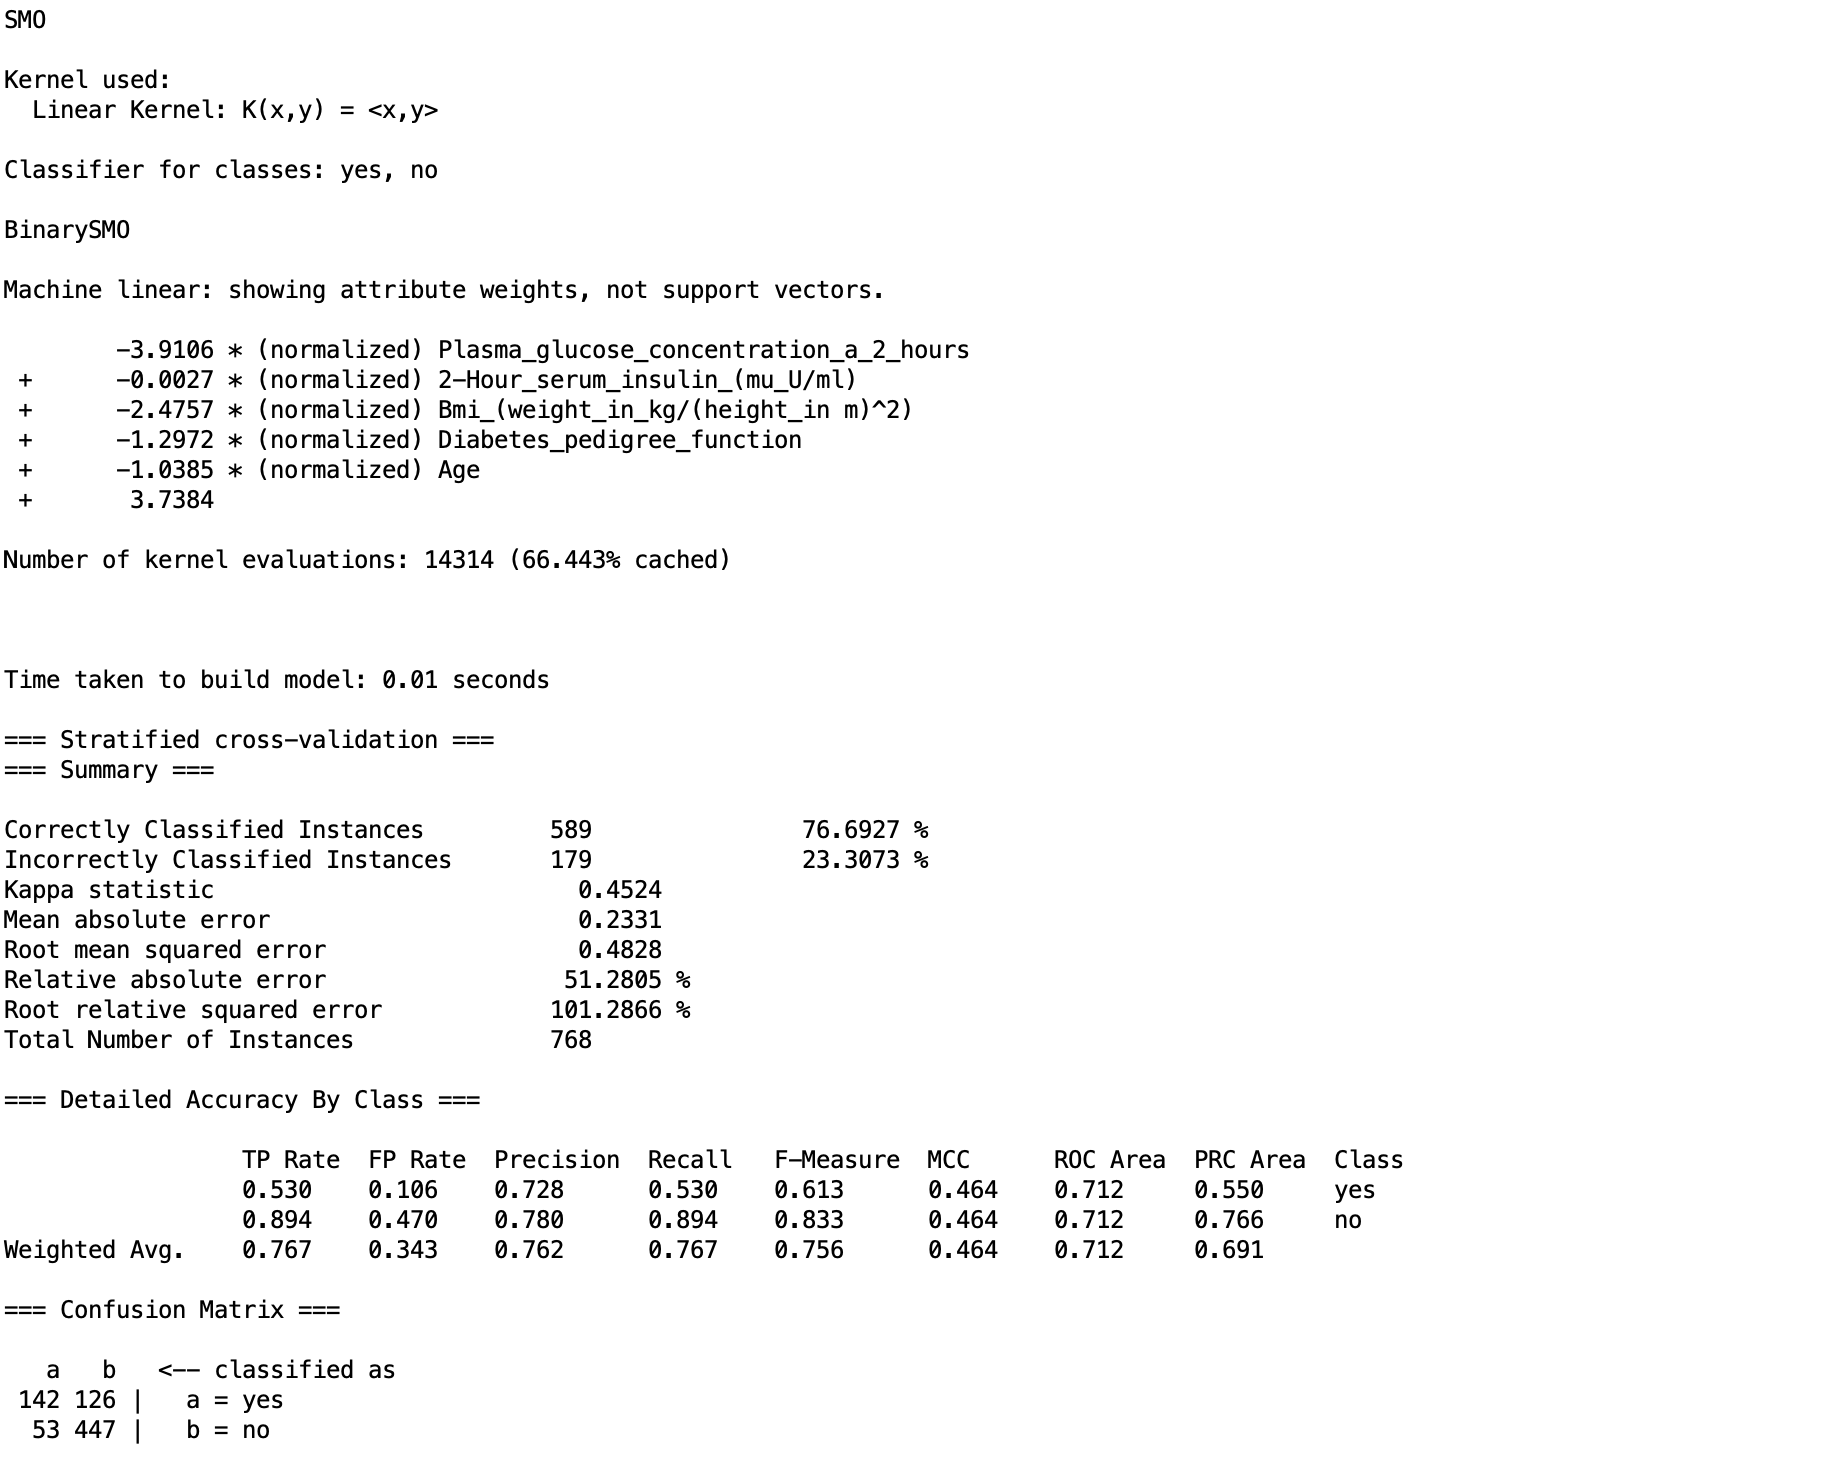 SMO
Kernel used:
Linear Kernel: K(x,y) = <x,y>
Classifier for classes: yes, no
BinarySMO
Machine linear: showing attribute weights, not support vectors.
-3.9106 * (normalized) Plasma_glucose_concentration_a_2_hours
+ -0.0027 * (normalized) 2-Hour_serum_insulin_(mu_U/ml)
+ -2.4757 * (normalized) Bmi_(weight_in_kg/(height_in m)^2)
+ -1.2972 * (normalized) Diabetes_pedigree_function
+ -1.0385 * (normalized) Age
+ 3.7384
Number of kernel evaluations: 14314 (66.443% cached)
Time taken to build model: 0.01 seconds
=== Stratified cross-validation ===
=== Summary ===
Correctly Classified Instances 589 76.6927 %
Incorrectly Classified Instances 179 23.3073 %
Kappa statistic 0.4524
Mean absolute error 0.2331
Root mean squared error 0.4828
Relative absolute error 51.2805 %
Root relative squared error 101.2866 %
Total Number of Instances 768
=== Detailed Accuracy By Class ===
TP Rate FP Rate Precision Recall F-Measure MCC ROC Area PRC Area Class
0.530 0.106 0.728 0.530 0.613 0.464 0.712 0.550 yes
0.894 0.470 0.780 0.894 0.833 0.464 0.712 0.766 no
Weighted Avg. 0.767 0.343 0.762 0.767 0.756 0.464 0.712 0.691
=== Confusion Matrix ===
a b <-- classified as
142 126 | a = yes
53 447 | b = no